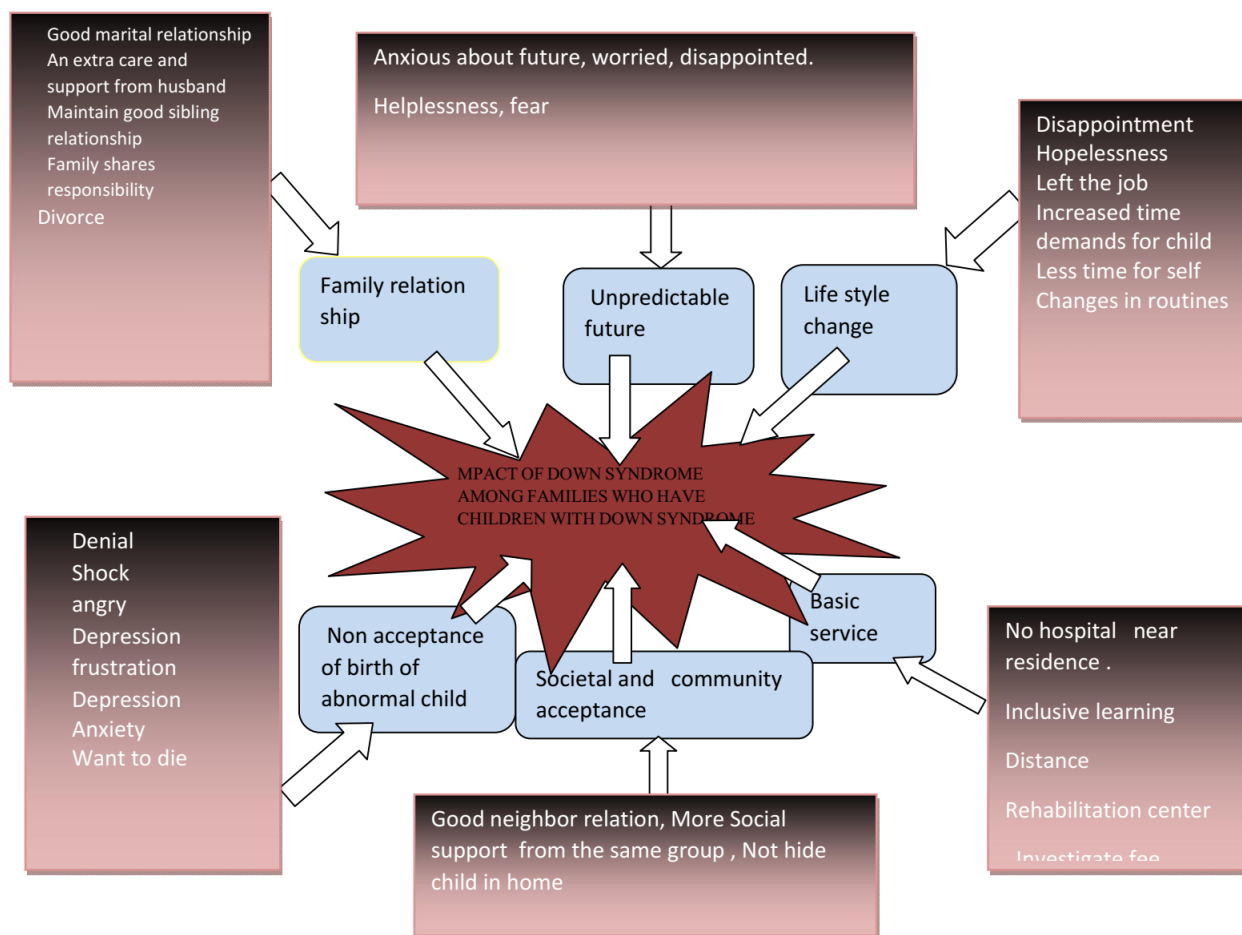 Good marital relationship
An extra care and
support from husband
Maintain good sibling
relationship
Family shares
responsibility
Divorce
Anxious about future, worried, disappointed.
Helplessness, fear
Disappointment
Hopelessness
Left the job
Increased time
demands for child
Less time for self
Changes in routines
Family relation
ship
Unpredictable
future
Life style
change
MPACT OF DOWN SYNDROME
AMONG FAMILIES WHO HAVE
CHILDREN WITH DOWN SYNDROME
Denial
Shock
angry
Depression
frustration
Depression
Anxiety
Want to die
Non acceptance
of birth of
abnormal child
Societal and community
acceptance
Basic
service
No hospital near
residence .
Inclusive learning
Distance
Rehabilitation center
Investigate fee
Good neighbor relation, More Social
support from the same group , Not hide
child in home